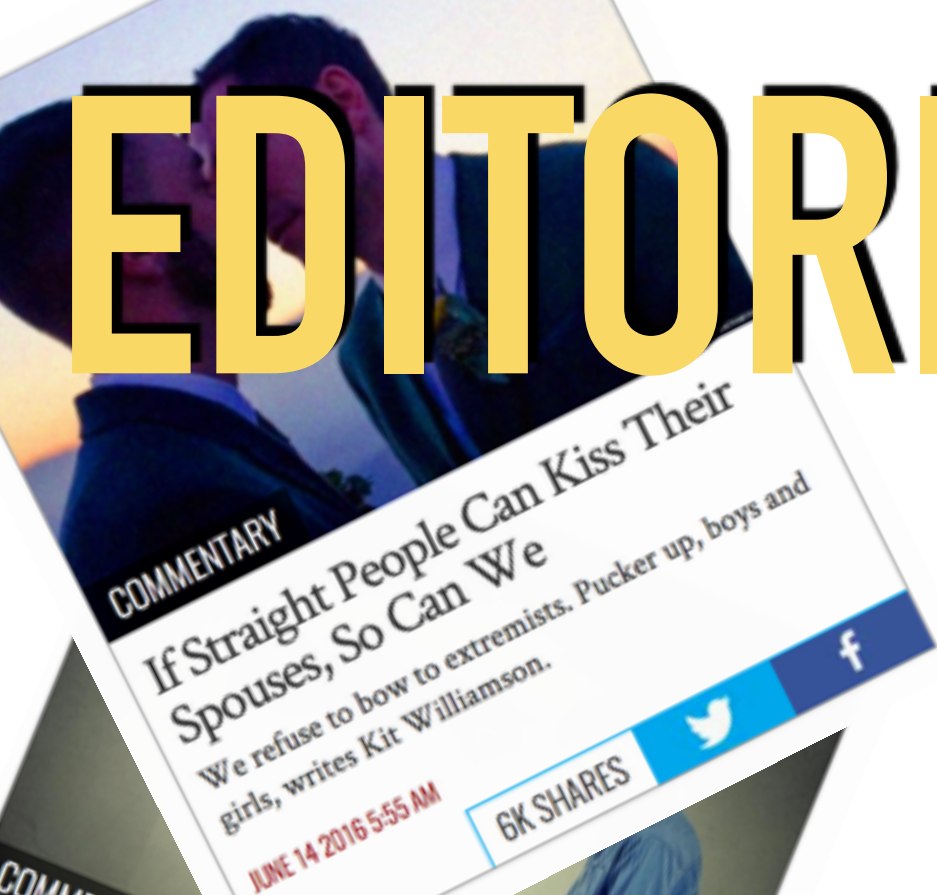 EDITORI
COMMENTARY
If Straight People Can Kiss Their
Spouses, So Can We
We refuse to bow to extremists. Pucker up, boys and
girls, writes Kit Williamson.
JUNE 14 2016 5:55 AM
6K SHARES
f
COMME